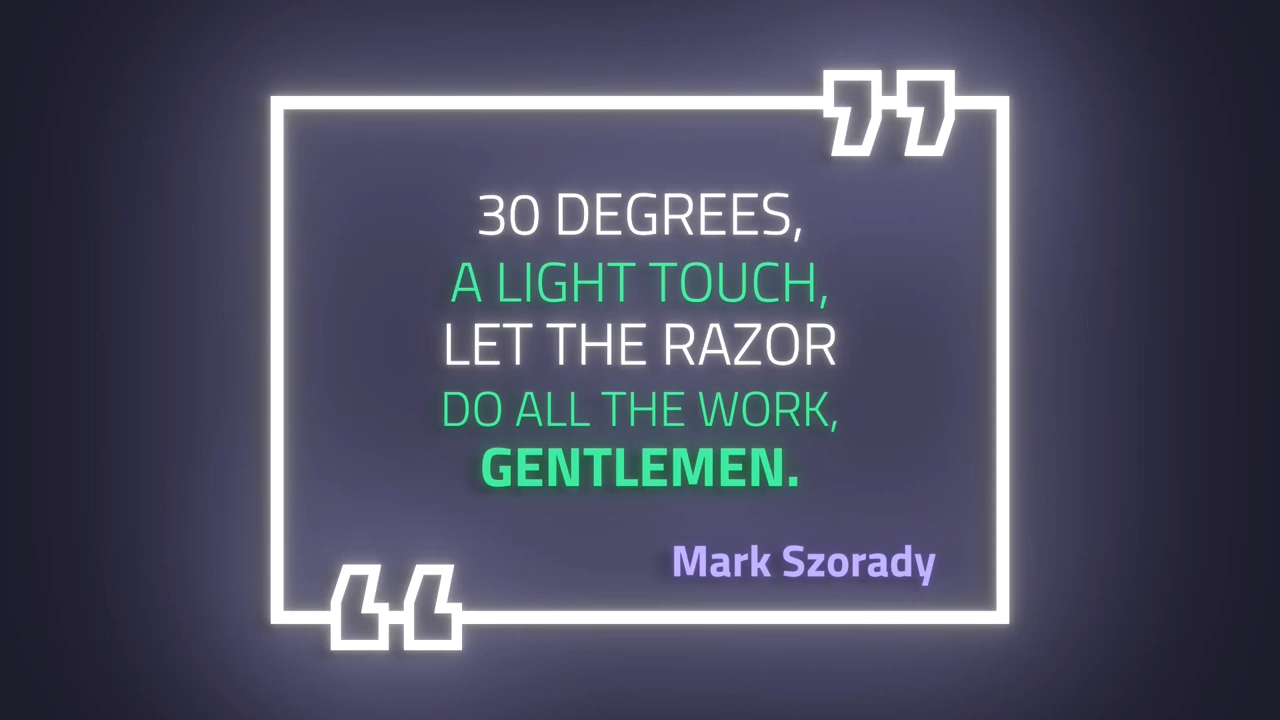 30 DEGREES,
A LIGHT TOUCH,
LET THE RAZOR
DO ALL THE WORK,
GENTLEMEN.
Mark Szorady